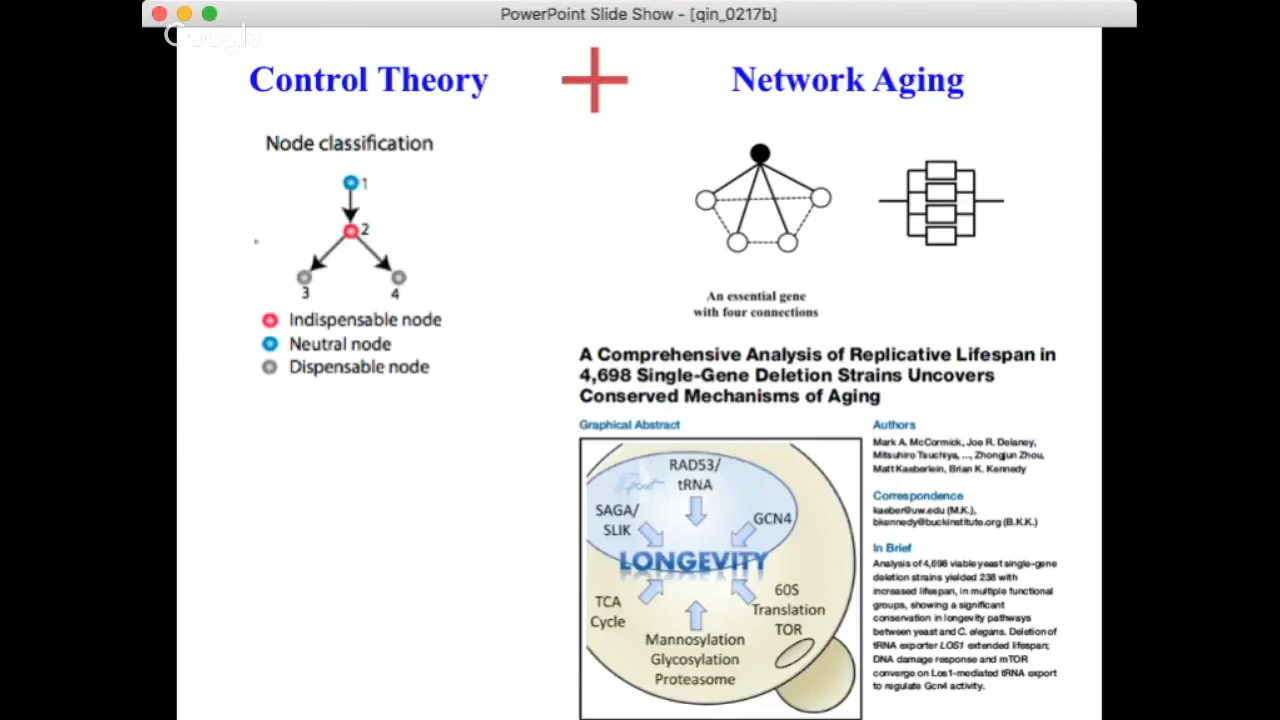 PowerPoint Slide Show - [qin_0217b]
Google
Control Theory
Network Aging
Node classification
1
2
3
4
Indispensable node
Neutral node
Dispensable node
An essential gene
with four connections
A Comprehensive Analysis of Replicative Lifespan in
4,698 Single-Gene Deletion Strains Uncovers
Conserved Mechanisms of Aging
Graphical Abstract
RAD53/
tRNA
SAGA/
SLIK
GCN4
LONGEVITY
TCA
Cycle
60S
Translation
TOR
Mannosylation
Glycosylation
Proteasome
Authors
Mark A. McCormick, Joe R. Delaney,
Mitsuhiro Tsuchiya, ..., Zhongjun Zhou,
Matt Kaeberlein, Brian K. Kennedy
Correspondence
kaeber@uw.edu (M.K.),
bkennedy@buckinstitute.org (B.K.K.)
In Brief
Analysis of 4,698 viable yeast single-gene
deletion strains yielded 238 with
increased lifespan, in multiple functional
groups, showing a significant
conservation in longevity pathways
between yeast and C. elegans. Deletion of
tRNA exporter LOS1 extended lifespan;
DNA damage response and mTOR
converge on Los1-mediated tRNA export
to regulate Gcn4 activity.